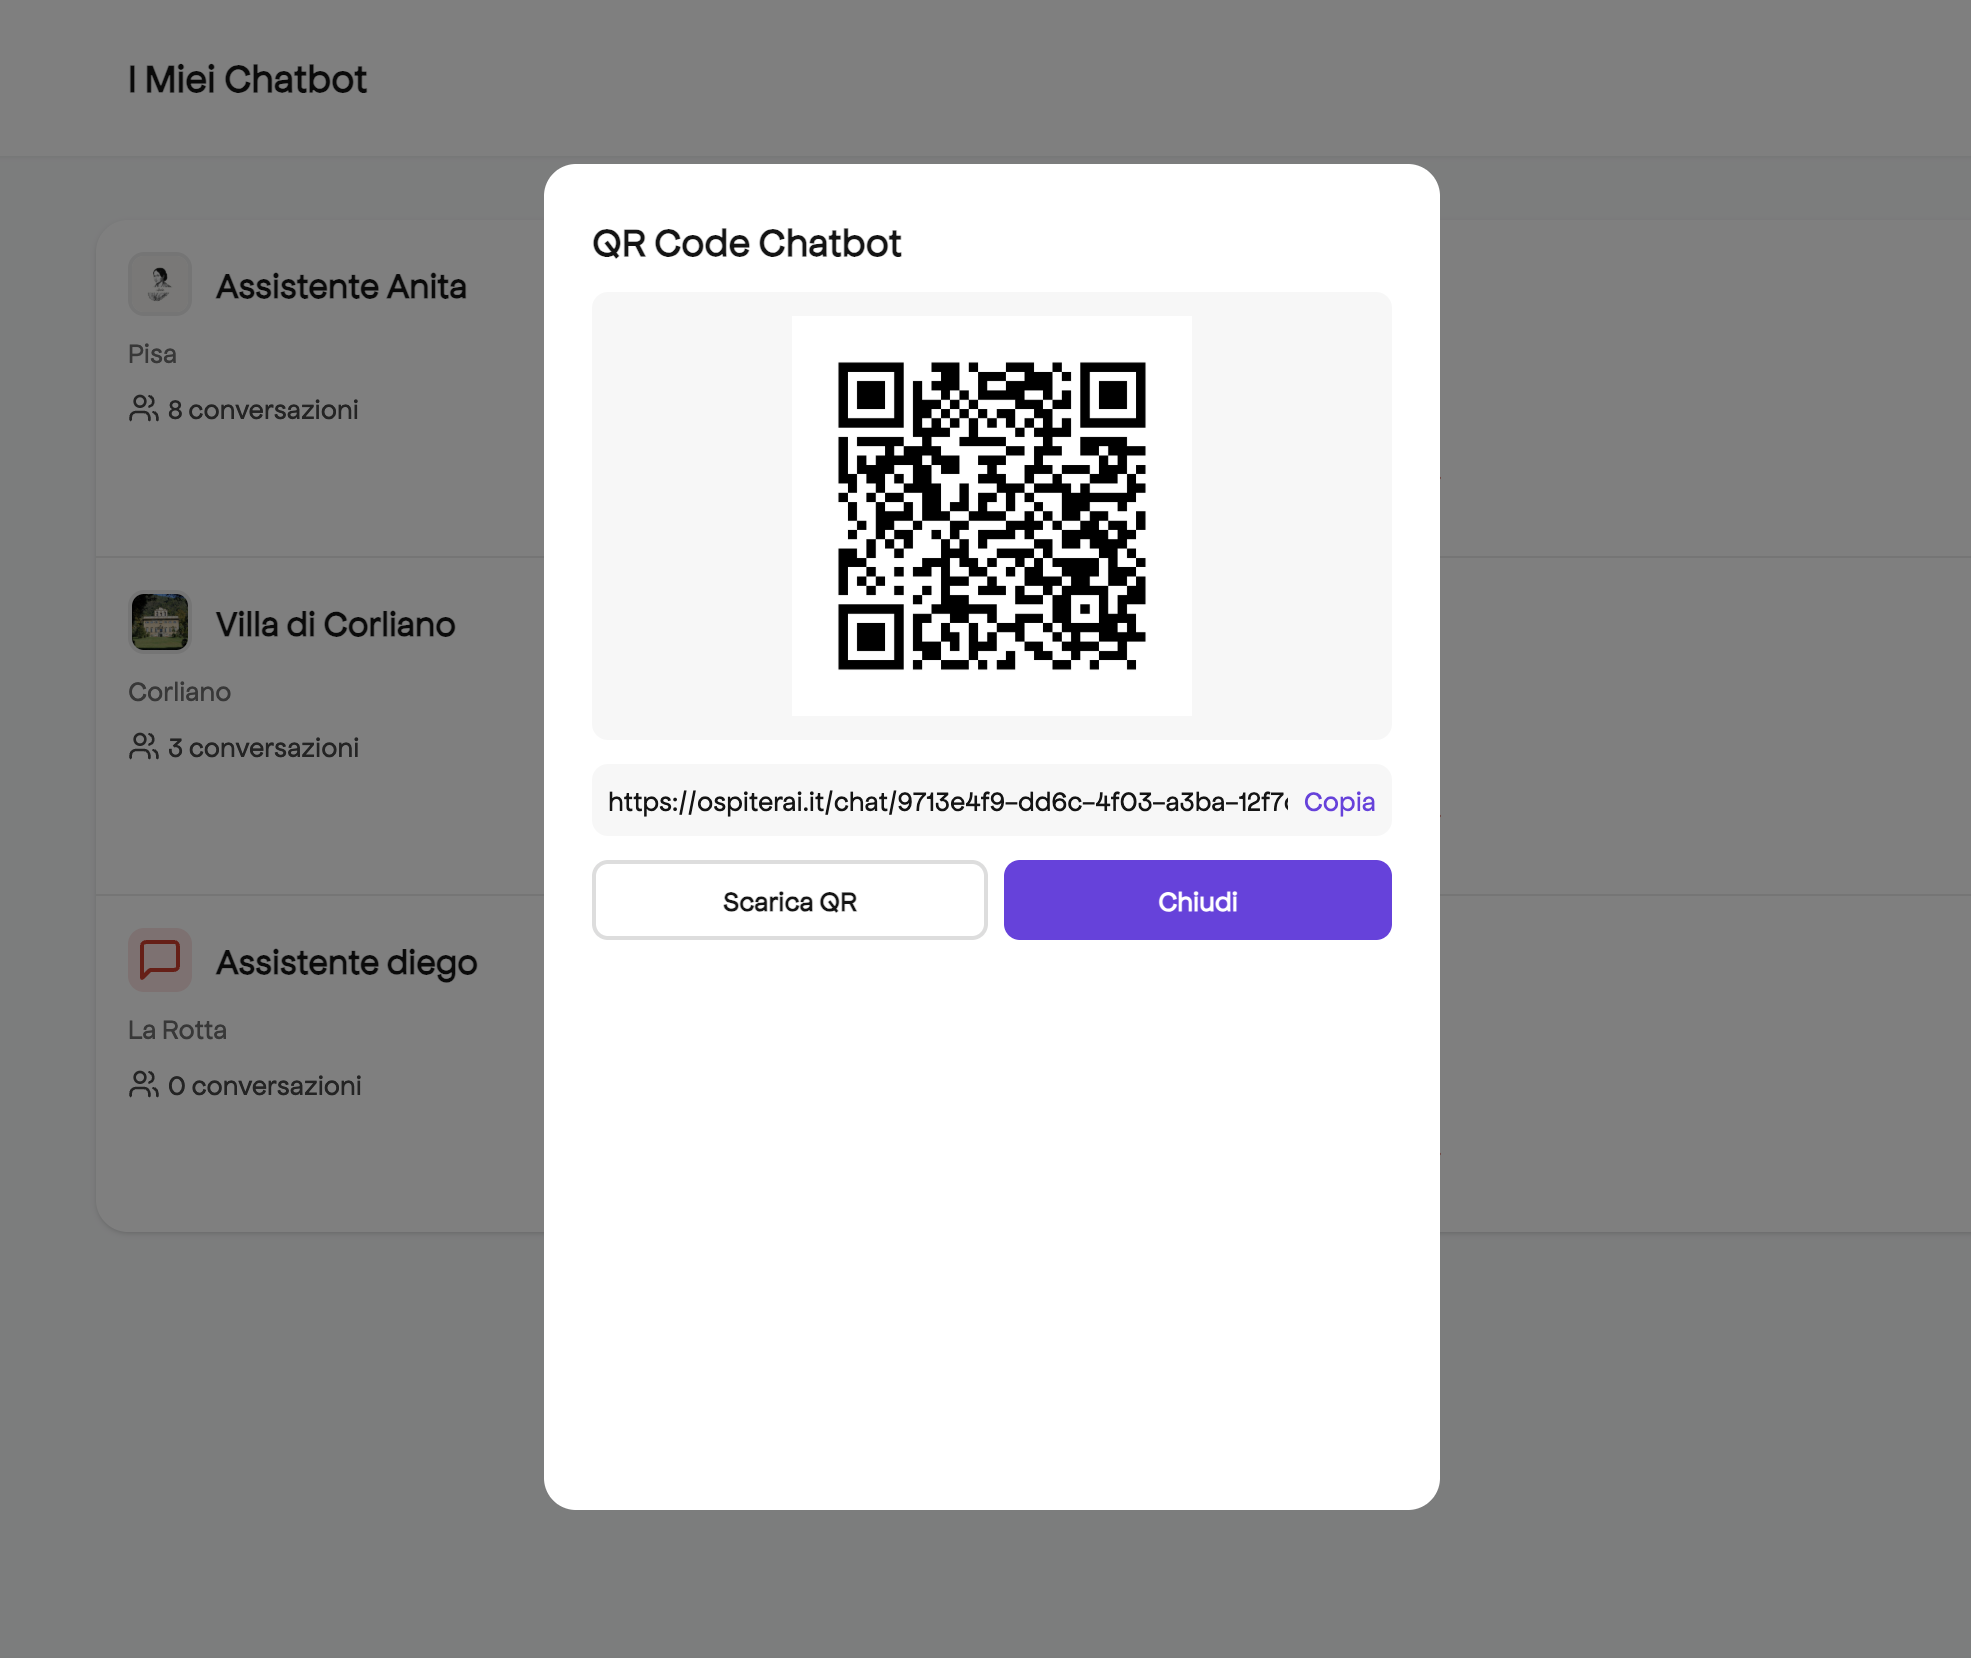 I Miei Chatbot
Assistente Anita
Pisa
8 conversazioni
Villa di Corliano
Corliano
3 conversazioni
Assistente diego
La Rotta
0 conversazioni
QR Code Chatbot
https://ospiterai.it/chat/9713e4f9-dd6c-4f03-a3ba-12f7
Copia
Scarica QR
Chiudi